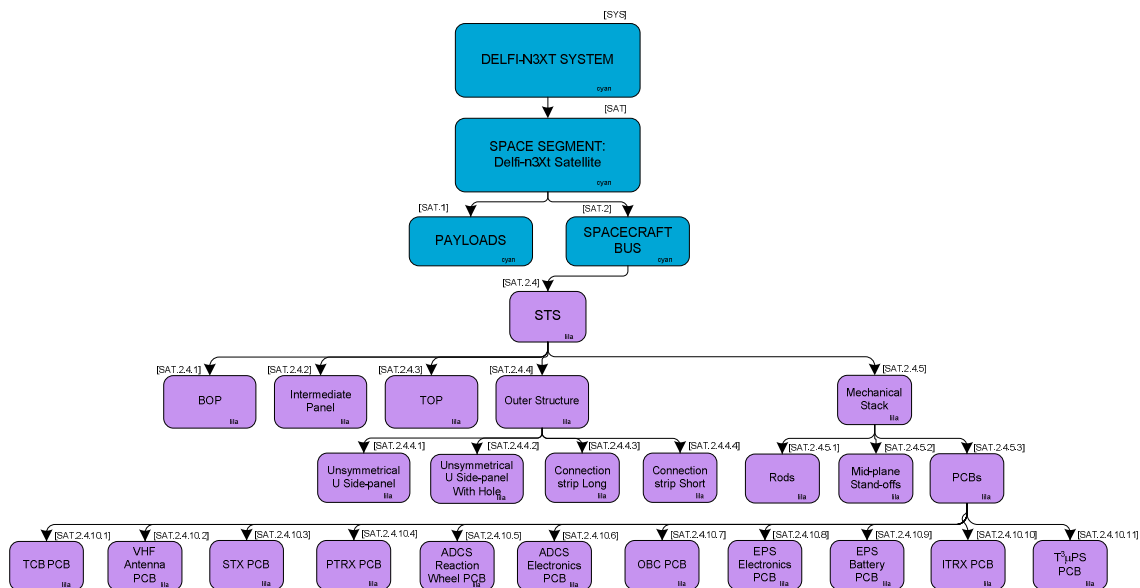 [SYS]
DELFI-N3XT SYSTEM
cyan
[SAT]
SPACE SEGMENT:
Delfi-n3Xt Satellite
cyan
[SAT.1]
[SAT.2]
PAYLOADS
cyan
SPACECRAFT
BUS
cyan
[SAT.2.4]
STS
lila
[SAT.2.4.1]
[SAT.2.4.2]
[SAT.2.4.3]
[SAT.2.4.4]
[SAT.2.4.5]
BOP
lila
Intermediate
Panel
lila
TOP
lila
Outer Structure
lila
Mechanical
Stack
lila
[SAT.2.4.4.1]
[SAT.2.4.4.2]
[SAT.2.4.4.3]
[SAT.2.4.4.4]
[SAT.2.4.5.1]
[SAT.2.4.5.2]
[SAT.2.4.5.3]
Unsymmetrical
U Side-panel
lila
Unsymmetrical
U Side-panel
With Hole
lila
Connection
strip Long
lila
Connection
strip Short
lila
Rods
lila
Mid-plane
Stand-offs
lila
PCBs
lila
[SAT.2.4.10.1]
[SAT.2.4.10.2]
[SAT.2.4.10.3]
[SAT.2.4.10.4]
[SAT.2.4.10.5]
[SAT.2.4.10.6]
[SAT.2.4.10.7]
[SAT.2.4.10.8]
[SAT.2.4.10.9]
[SAT.2.4.10.10]
[SAT.2.4.10.11]
TCB PCB
lila
VHF
Antenna
PCB
lila
STX PCB
lila
PTRX PCB
lila
ADCS
Reaction
Wheel PCB
lila
ADCS
Electronics
PCB
lila
OBC PCB
lila
EPS
Electronics
PCB
lila
EPS
Battery
PCB
lila
ITRX PCB
lila
T³µPS
PCB
lila